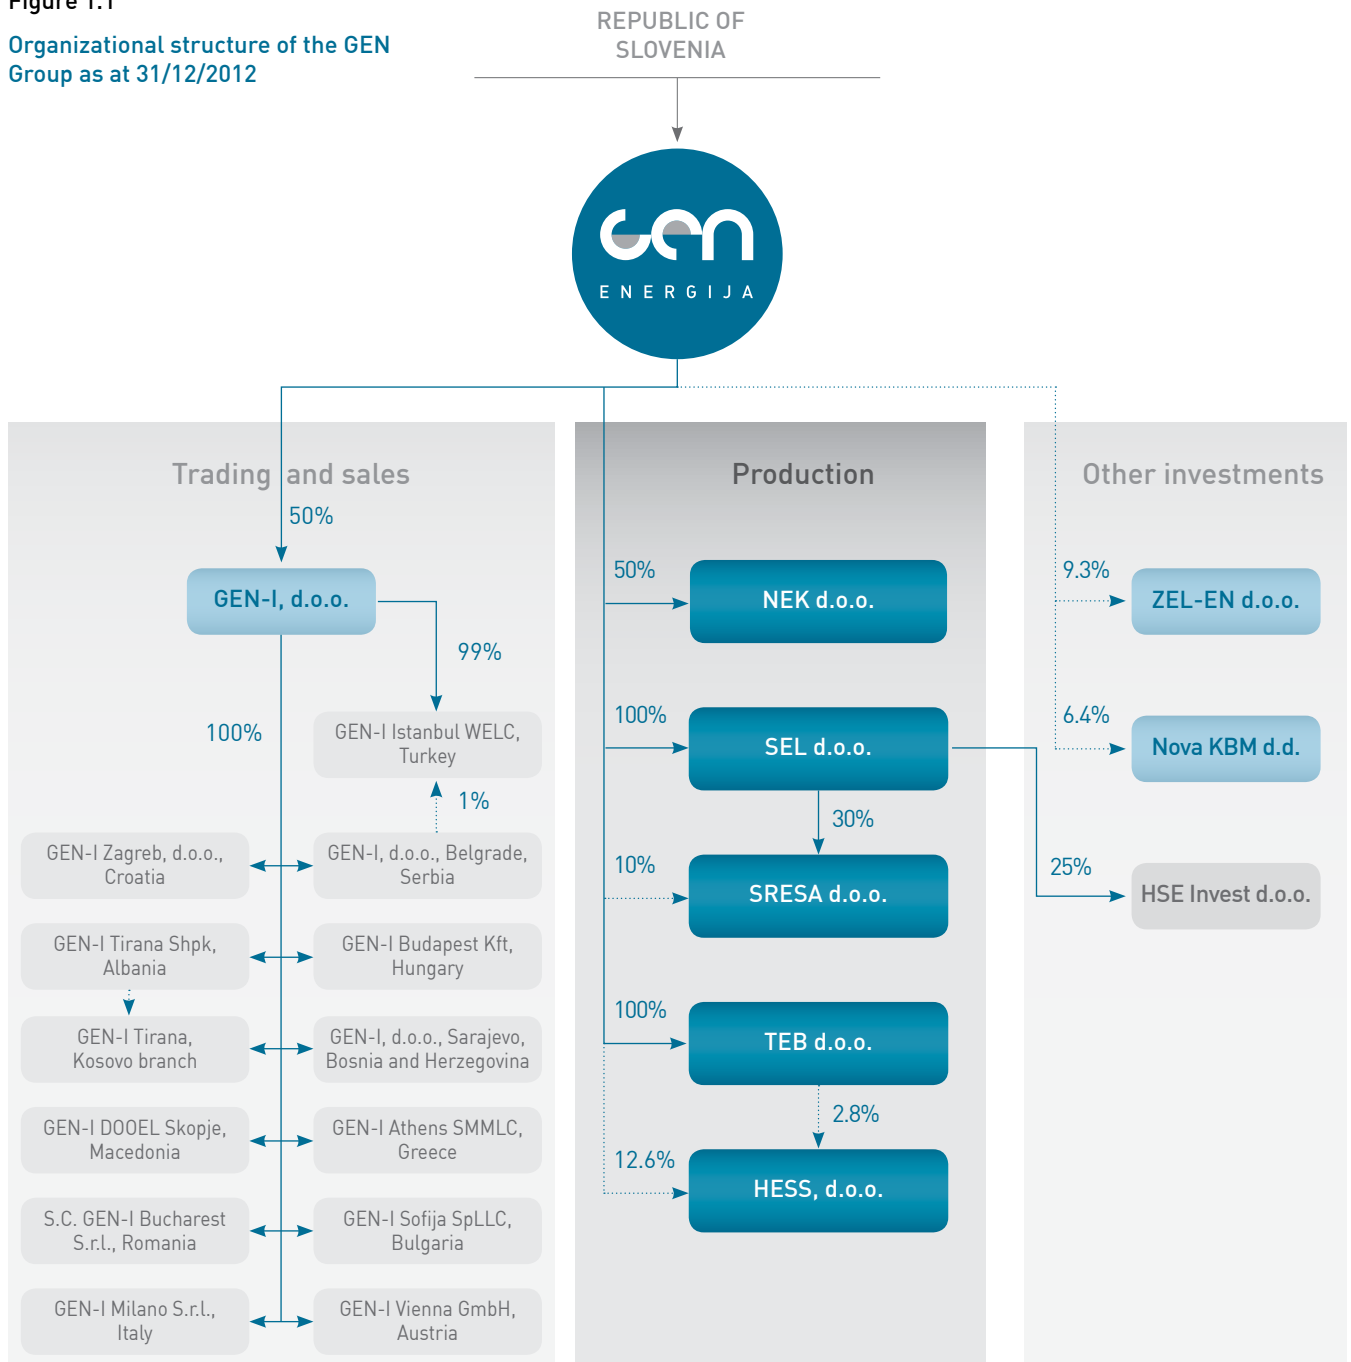 Figure 1.1
Organizational structure of the GEN
Group as at 31/12/2012
REPUBLIC OF
SLOVENIA
gen
ENERGIJA
Trading and sales
50%
GEN-I, d.o.o.
99%
100%
GEN-I Istanbul WELC,
Turkey
1%
GEN-I Zagreb, d.o.o.,
Croatia
GEN-I, d.o.o., Belgrade,
Serbia
GEN-I Tirana Shpk,
Albania
GEN-I Budapest Kft,
Hungary
GEN-I Tirana,
Kosovo branch
GEN-I, d.o.o., Sarajevo,
Bosnia and Herzegovina
GEN-I DOOEL Skopje,
Macedonia
GEN-I Athens SMMLC,
Greece
S.C. GEN-I Bucharest
S.r.l., Romania
GEN-I Sofija SpLLC,
Bulgaria
GEN-I Milano S.r.l.,
Italy
GEN-I Vienna GmbH,
Austria
Production
50%
NEK d.o.o.
100%
SEL d.o.o.
30%
10%
SRESA d.o.o.
100%
TEB d.o.o.
2.8%
12.6%
HESS, d.o.o.
Other investments
9.3%
ZEL-EN d.o.o.
6.4%
Nova KBM d.d.
25%
HSE Invest d.o.o.